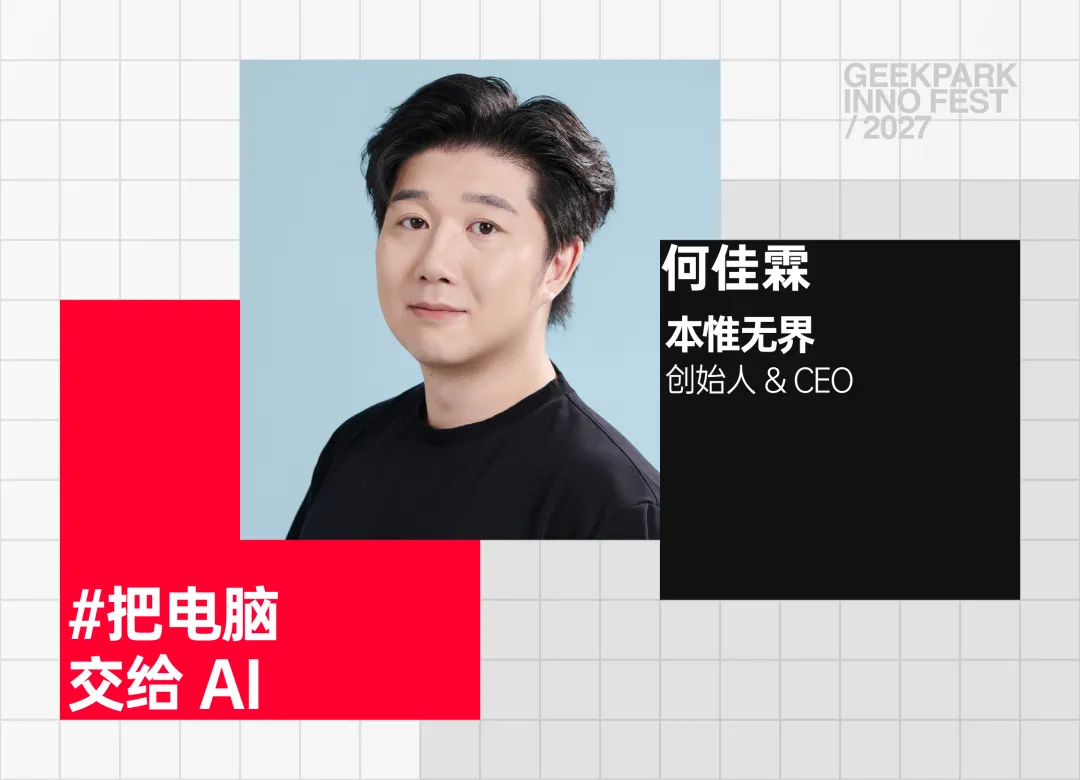 GEEKPARK
INNO FEST
/ 2027
何佳霖
本惟无界
创始人 & CEO
#把电脑
交给 AI